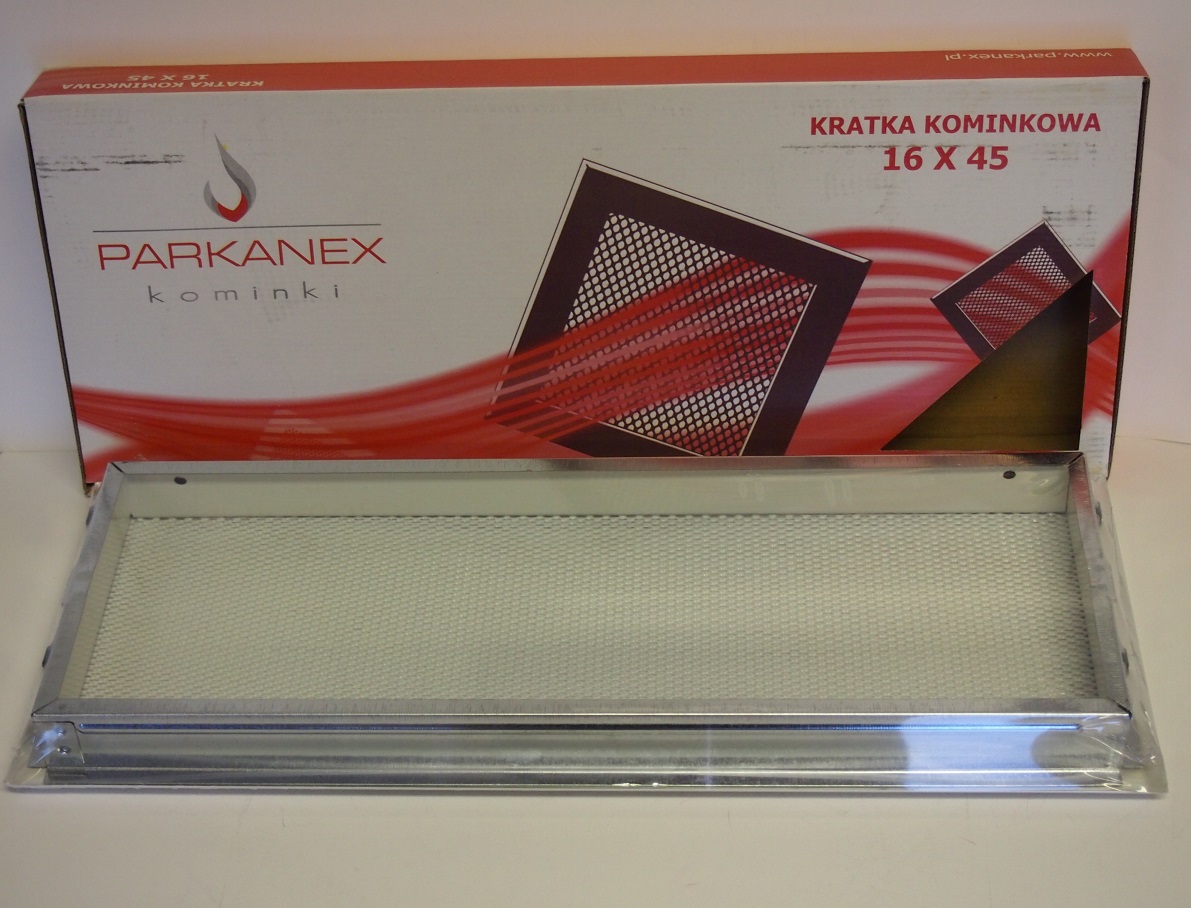 KRATKA KOMINKOWA
16 X 45
www.parkanex.pl
KRATKA KOMINKOWA
16 X 45
PARKANEX
kominki